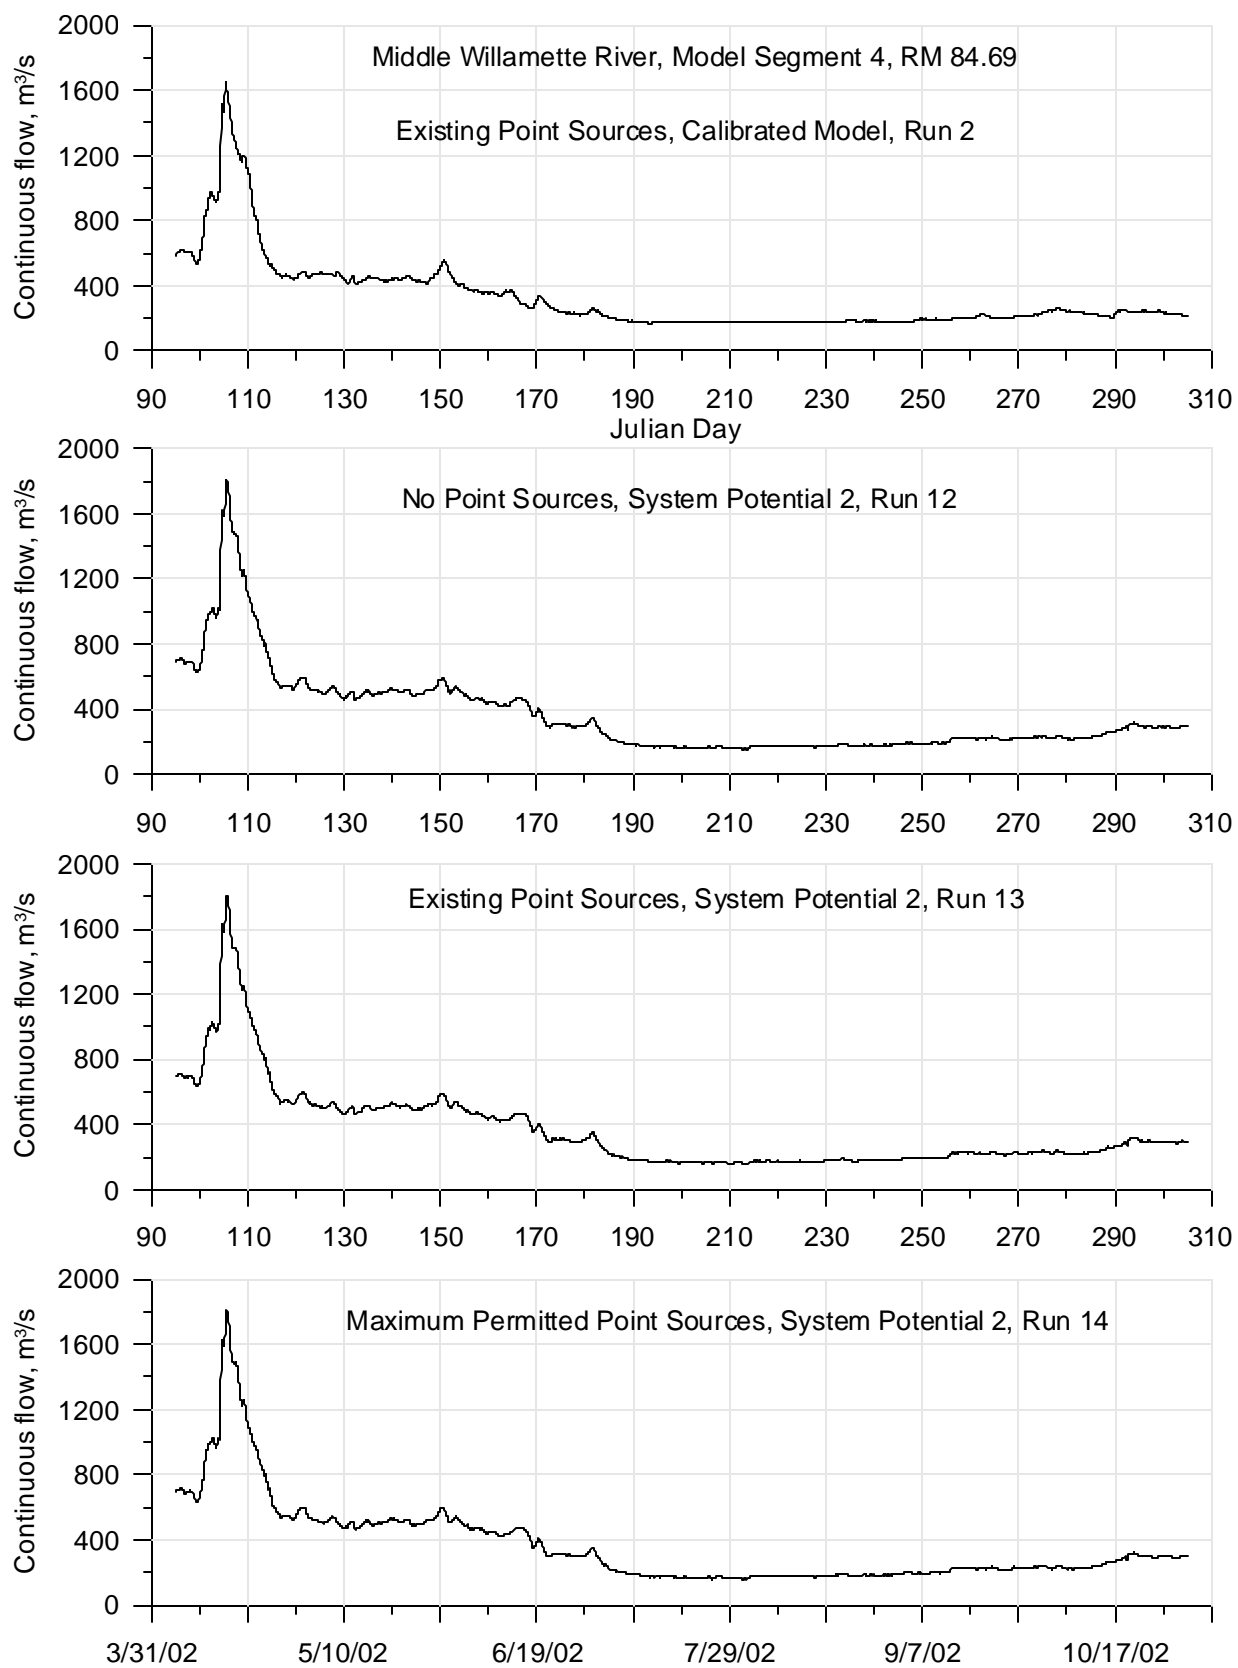 Middle Willamette River, Model Segment 4, RM 84.69
Existing Point Sources, Calibrated Model, Run 2
Continuous flow, m³/s
2000
1600
1200
800
400
0
90 110 130 150 170 190 210 230 250 270 290 310
Julian Day
No Point Sources, System Potential 2, Run 12
Continuous flow, m³/s
2000
1600
1200
800
400
0
90 110 130 150 170 190 210 230 250 270 290 310
Existing Point Sources, System Potential 2, Run 13
Continuous flow, m³/s
2000
1600
1200
800
400
0
90 110 130 150 170 190 210 230 250 270 290 310
Maximum Permitted Point Sources, System Potential 2, Run 14
Continuous flow, m³/s
2000
1600
1200
800
400
0
3/31/02 5/10/02 6/19/02 7/29/02 9/7/02 10/17/02